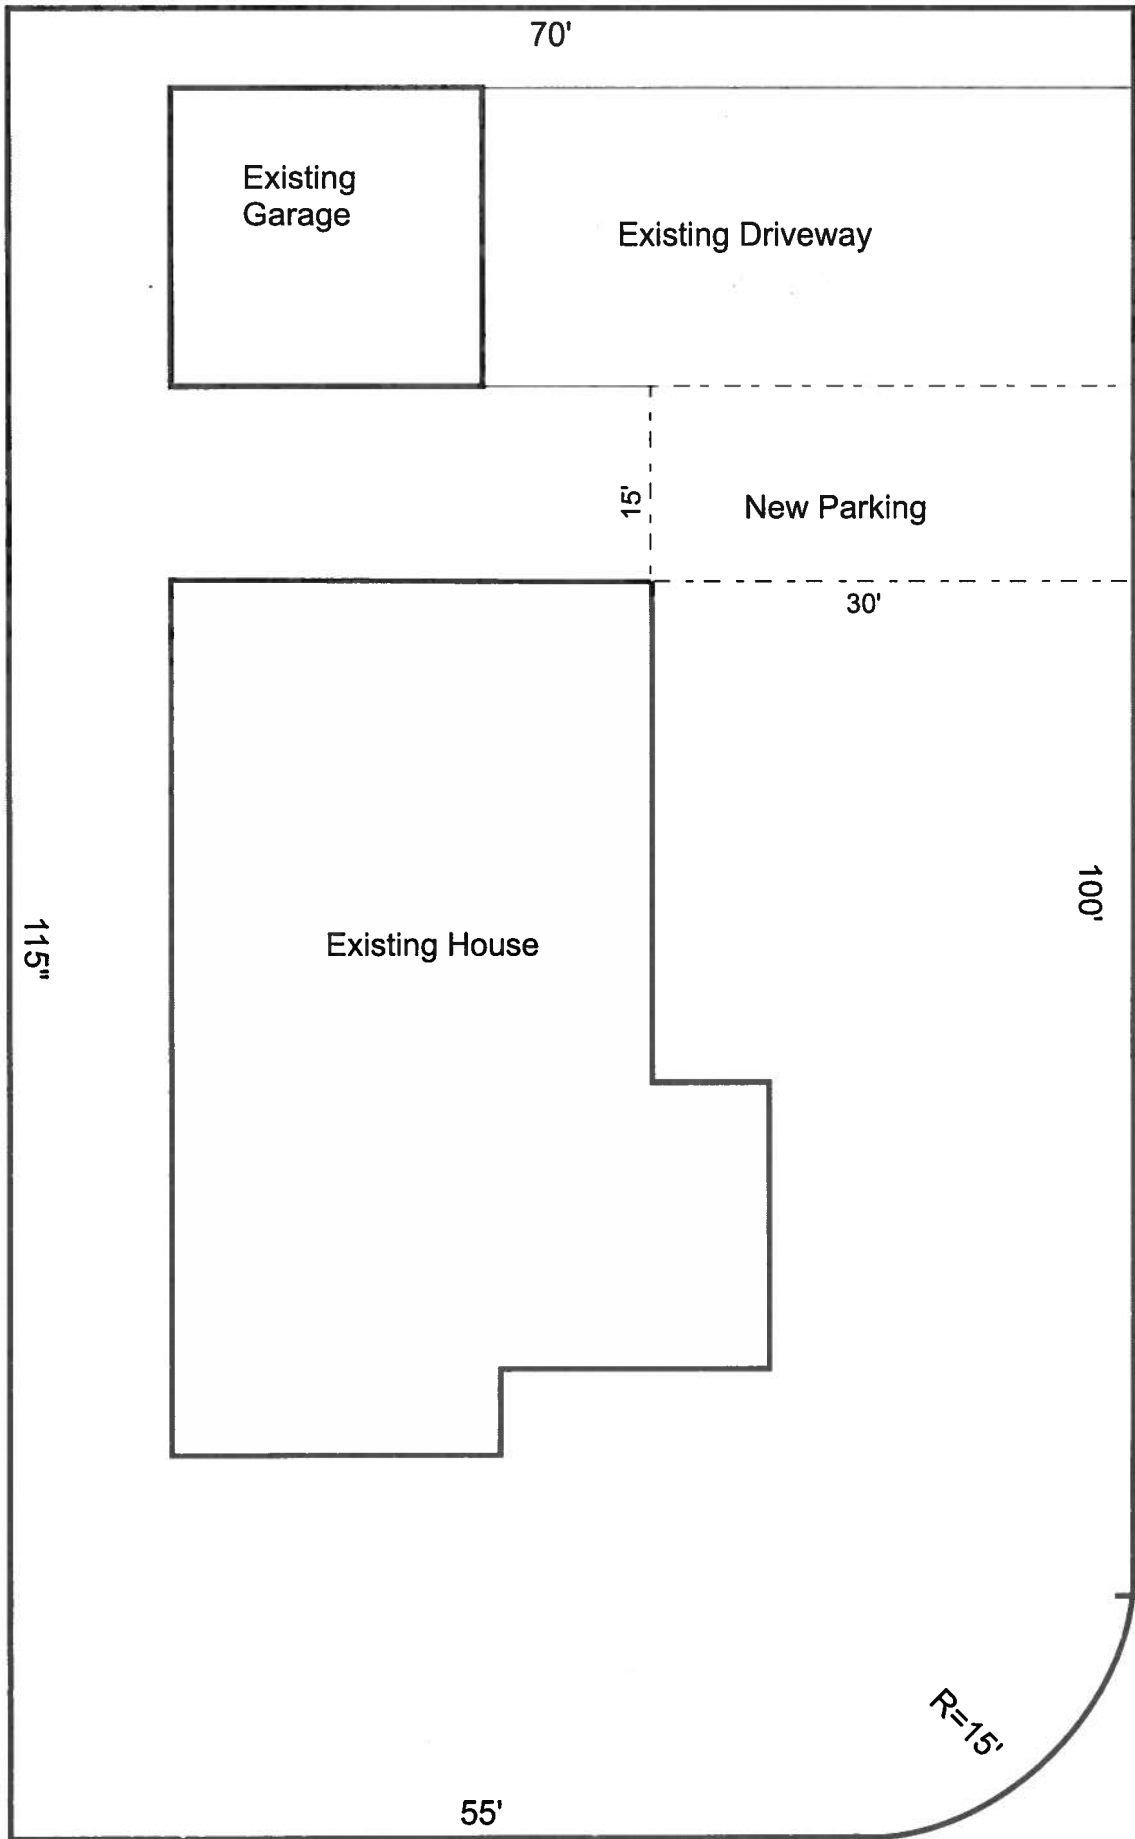 70'
Existing
Garage
Existing Driveway
15'
New Parking
30'
100'
115"
Existing House
R=15'
55'